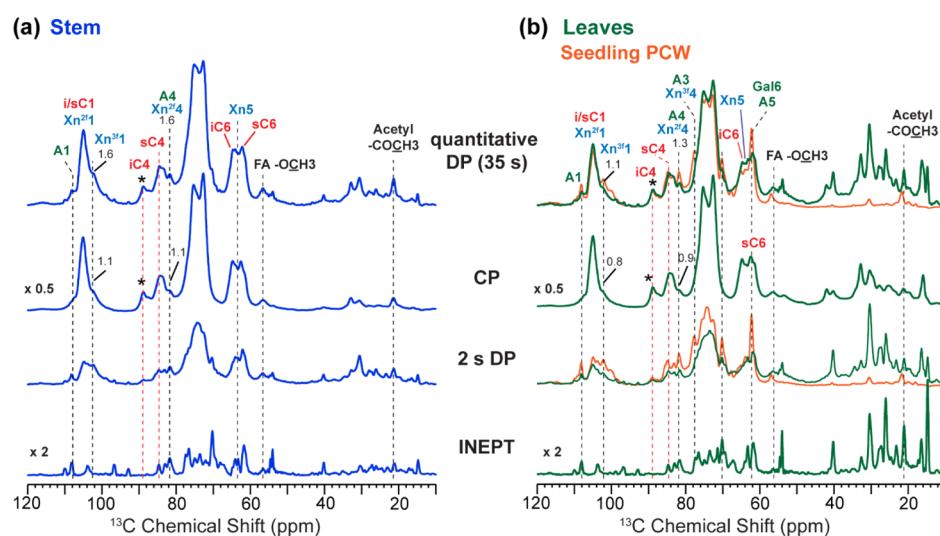 (a) Stem
A4
i/sC1
Xn²ᶠ4
Xn5
Xn²ᶠ1
1.6
iC6
sC6
Xn³ᶠ1
sC4
A1
1.6
iC4
*
FA -OCH3
Acetyl
-COCH3
(b) Leaves
Seedling PCW
A3
Xn³ᶠ4
Gal6
A5
A4
Xn5
i/sC1
Xn²ᶠ4
Xn²ᶠ1
1.3
iC6
sC4
Xn³ᶠ1
A1
1.1
iC4
*
FA -OCH3
Acetyl
-COCH3
quantitative
DP (35 s)
x 0.5
1.1
*
1.1
CP
x 0.5
0.8
*
0.9
sC6
2 s DP
x 2
INEPT
x 2
120 100 80 60 40 20
¹³C Chemical Shift (ppm)
120 100 80 60 40 20
¹³C Chemical Shift (ppm)